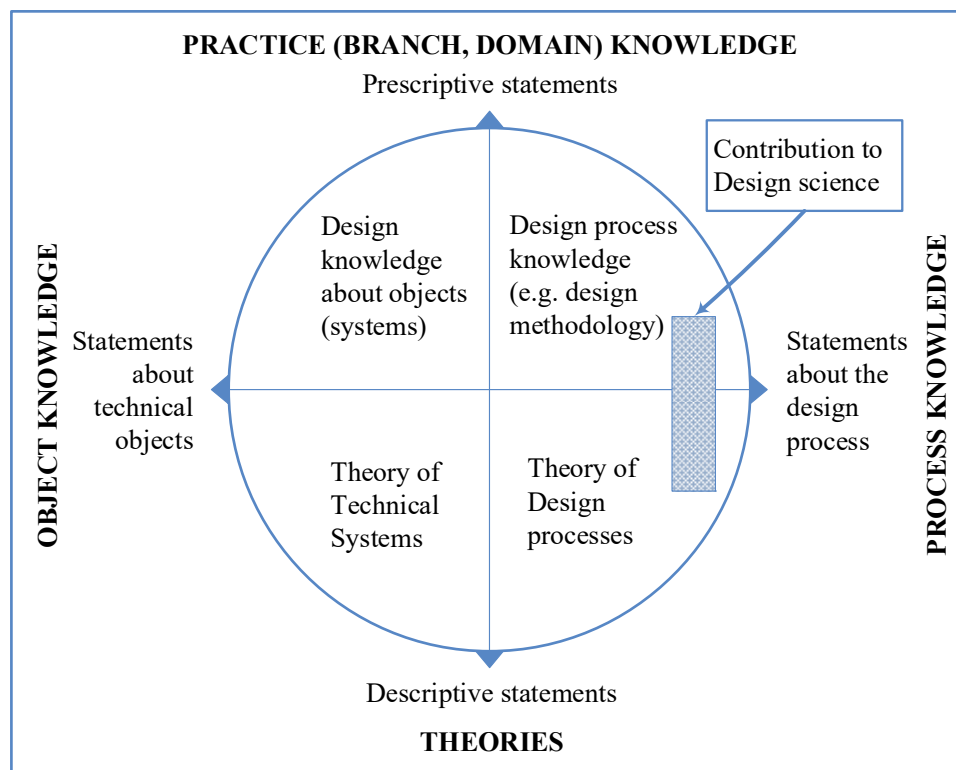 PRACTICE (BRANCH, DOMAIN) KNOWLEDGE
Prescriptive statements
Contribution to
Design science
Design
knowledge
about objects
(systems)
Design process
knowledge
(e.g. design
methodology)
OBJECT KNOWLEDGE
Statements
about
technical
objects
Statements
about the
design
process
PROCESS KNOWLEDGE
Theory of
Technical
Systems
Theory of
Design
processes
Descriptive statements
THEORIES